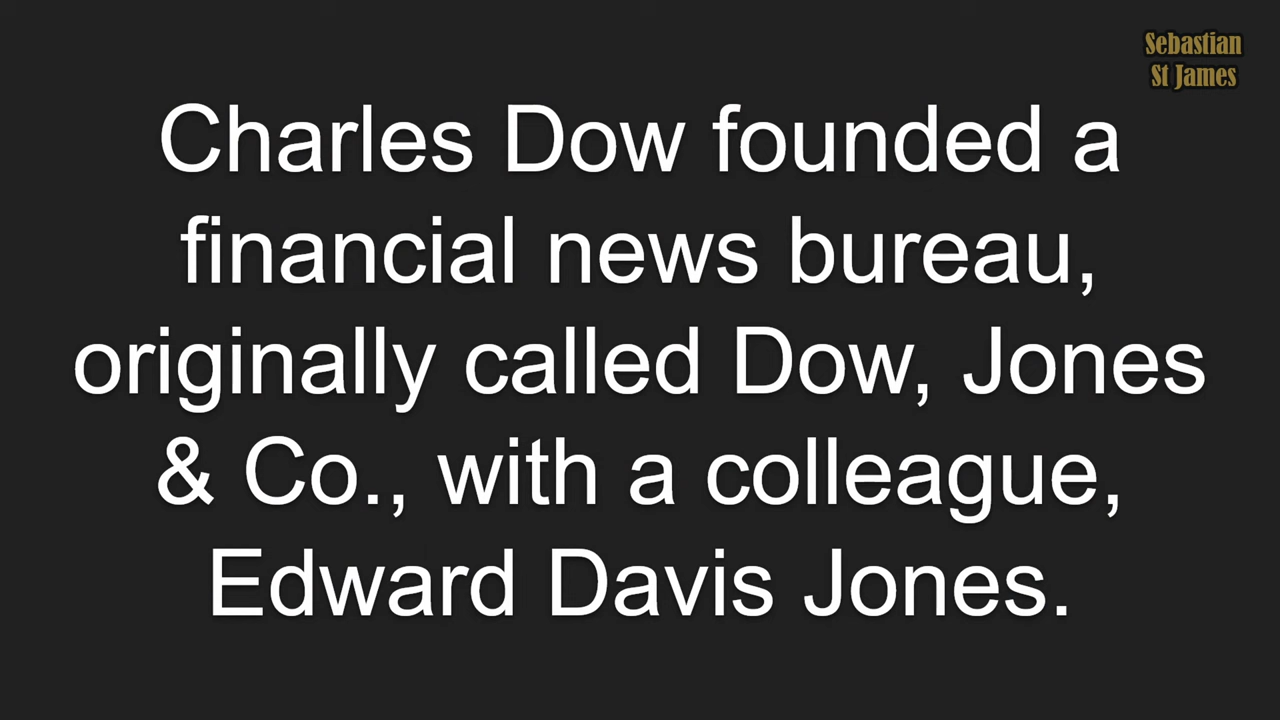 Sebastian
St James
Charles Dow founded a
financial news bureau,
originally called Dow, Jones
& Co., with a colleague,
Edward Davis Jones.